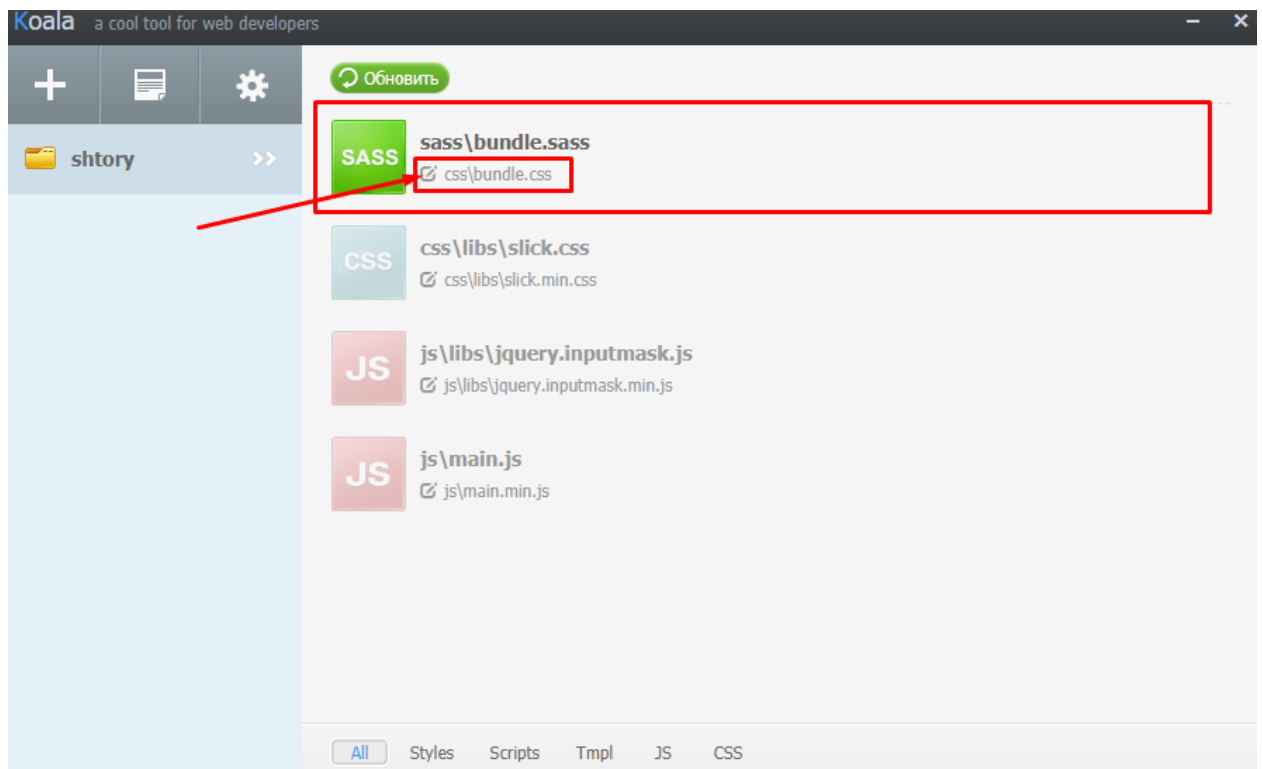 Koala a cool tool for web developers
Обновить
shtory
SASS
sass\bundle.sass
css\bundle.css
CSS
css\libs\slick.css
css\libs\slick.min.css
JS
js\libs\jquery.inputmask.js
js\libs\jquery.inputmask.min.js
JS
js\main.js
js\main.min.js
All Styles Scripts Tmpl JS CSS